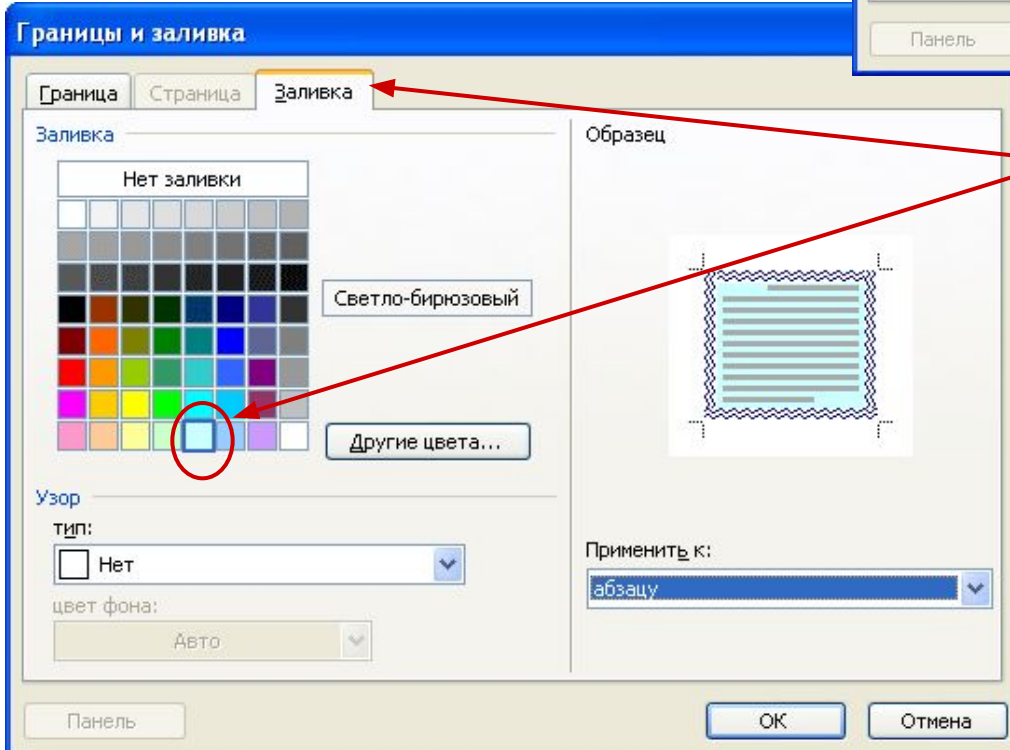 Панель
Границы и заливка
Граница Страница Заливка
Заливка
Образец
Нет заливки
Светло-бирюзовый
Другие цвета...
Узор
тип:
Нет
Применить к:
абзацу
цвет фона:
Авто
Панель
ОК
Отмена